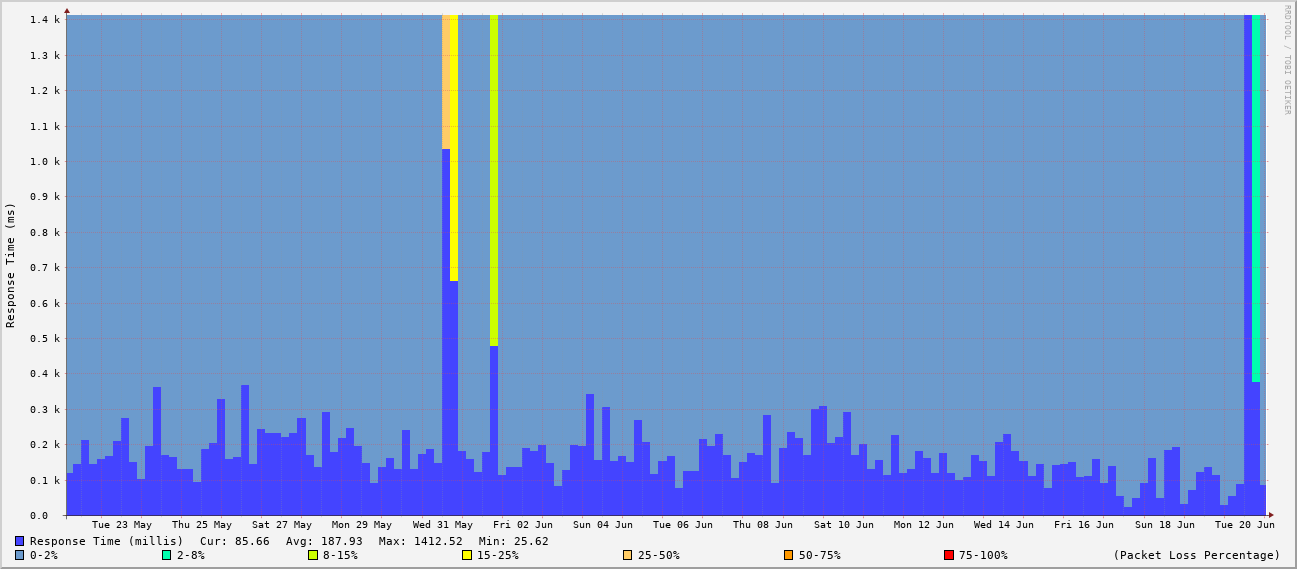 RRDTOOL / TOBI OETIKER
Response Time (ms)
1.4 k
1.3 k
1.2 k
1.1 k
1.0 k
0.9 k
0.8 k
0.7 k
0.6 k
0.5 k
0.4 k
0.3 k
0.2 k
0.1 k
0.0
Tue 23 May Thu 25 May Sat 27 May Mon 29 May Wed 31 May Fri 02 Jun Sun 04 Jun Tue 06 Jun Thu 08 Jun Sat 10 Jun Mon 12 Jun Wed 14 Jun Fri 16 Jun Sun 18 Jun Tue 20 Jun
Response Time (millis) Cur: 85.66 Avg: 187.93 Max: 1412.52 Min: 25.62
0-2% 2-8% 8-15% 15-25% 25-50% 50-75% 75-100% (Packet Loss Percentage)